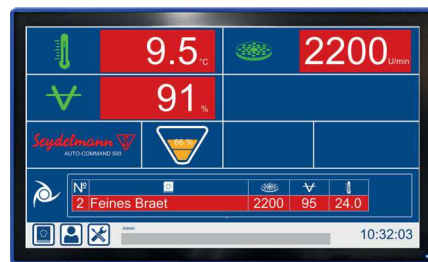 9.5 °C
2200 U/min
91 %
Seydelmann
AUTO-COMMAND 500
66 %
Nº
2 Feines Braet 2200 95 24.0
Admin
10:32:03